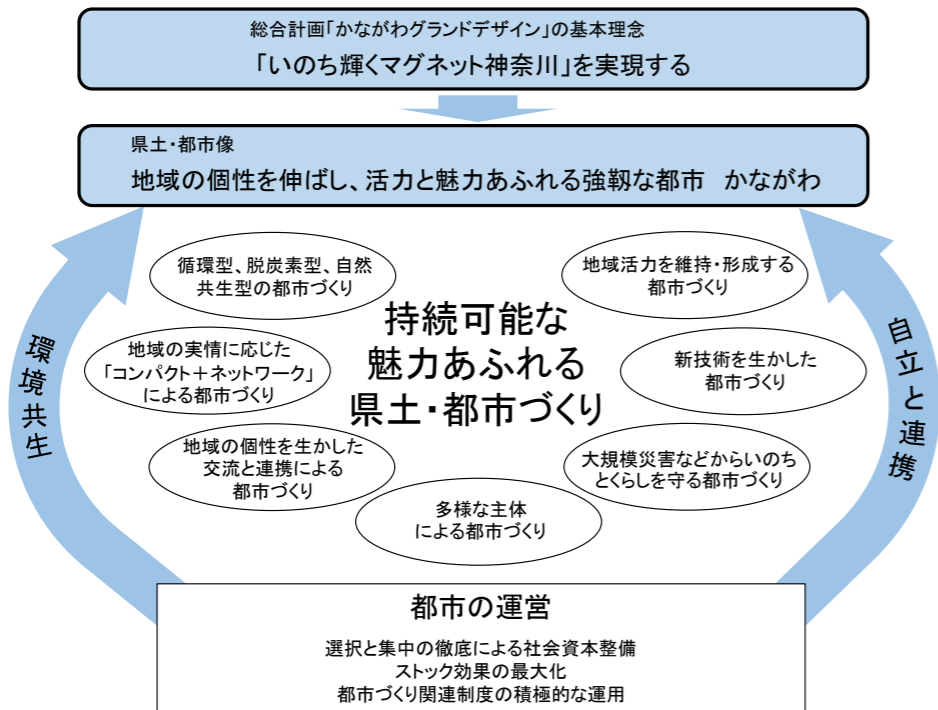 総合計画「かながわグランドデザイン」の基本理念
「いのち輝くマグネット神奈川」を実現する
県土・都市像
地域の個性を伸ばし、活力と魅力あふれる強靱な都市　かながわ
循環型、脱炭素型、自然
共生型の都市づくり
地域活力を維持・形成する
都市づくり
持続可能な
魅力あふれる
県土・都市づくり
地域の実情に応じた
「コンパクト＋ネットワーク」
による都市づくり
新技術を生かした
都市づくり
地域の個性を生かした
交流と連携による
都市づくり
大規模災害などからいのち
とくらしを守る都市づくり
多様な主体
による都市づくり
環境共生
自立と連携
都市の運営
選択と集中の徹底による社会資本整備
ストック効果の最大化
都市づくり関連制度の積極的な運用